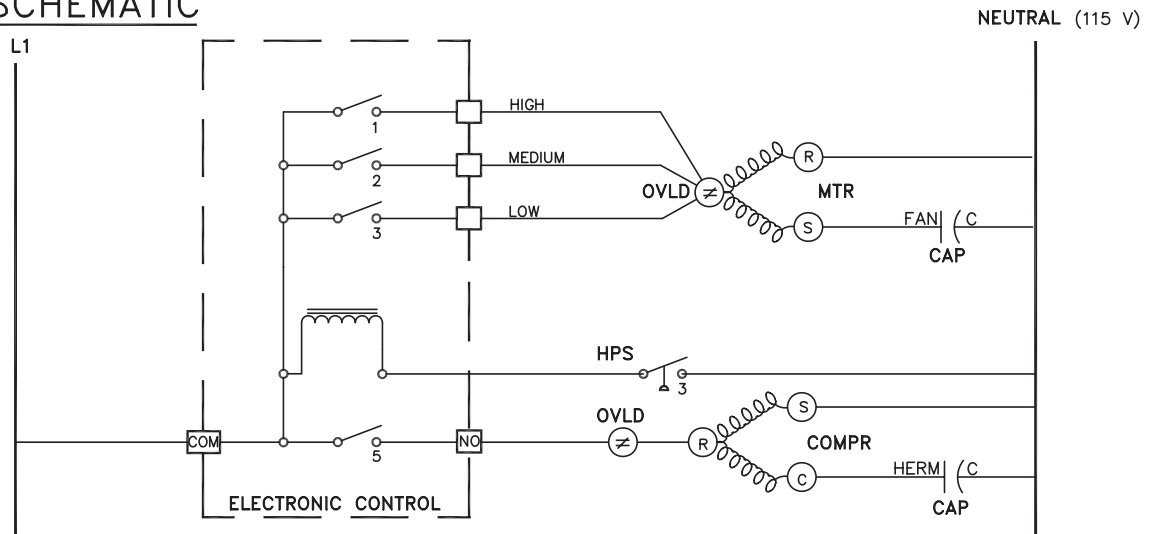 SCHEMATIC
NEUTRAL (115 V)
L1
HIGH
1
MEDIUM
2
R
OVLD ≠ MTR
LOW
3
S
FAN C
CAP
HPS
3
OVLD
S
COM NO ≠ R COMPR
5
HERM C
C
CAP
ELECTRONIC CONTROL